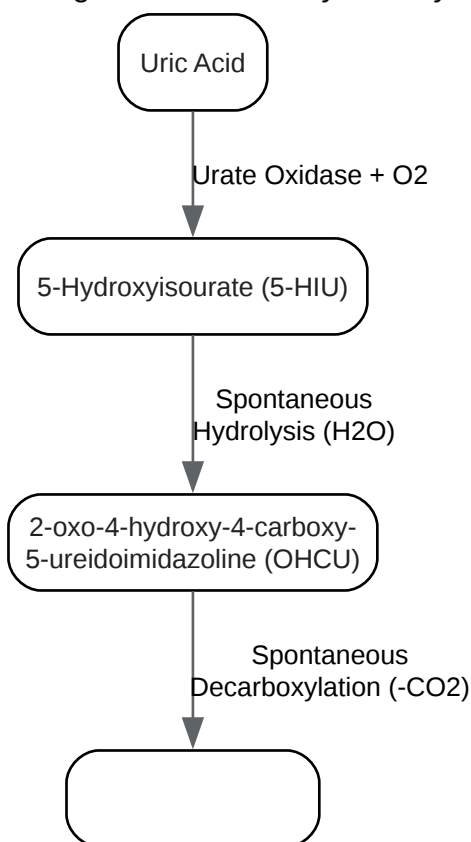 Uric Acid
Urate Oxidase + O2
5-Hydroxyisourate (5-HIU)
Spontaneous
Hydrolysis (H2O)
2-oxo-4-hydroxy-4-carboxy-
5-ureidoimidazoline (OHCU)
Spontaneous
Decarboxylation (-CO2)